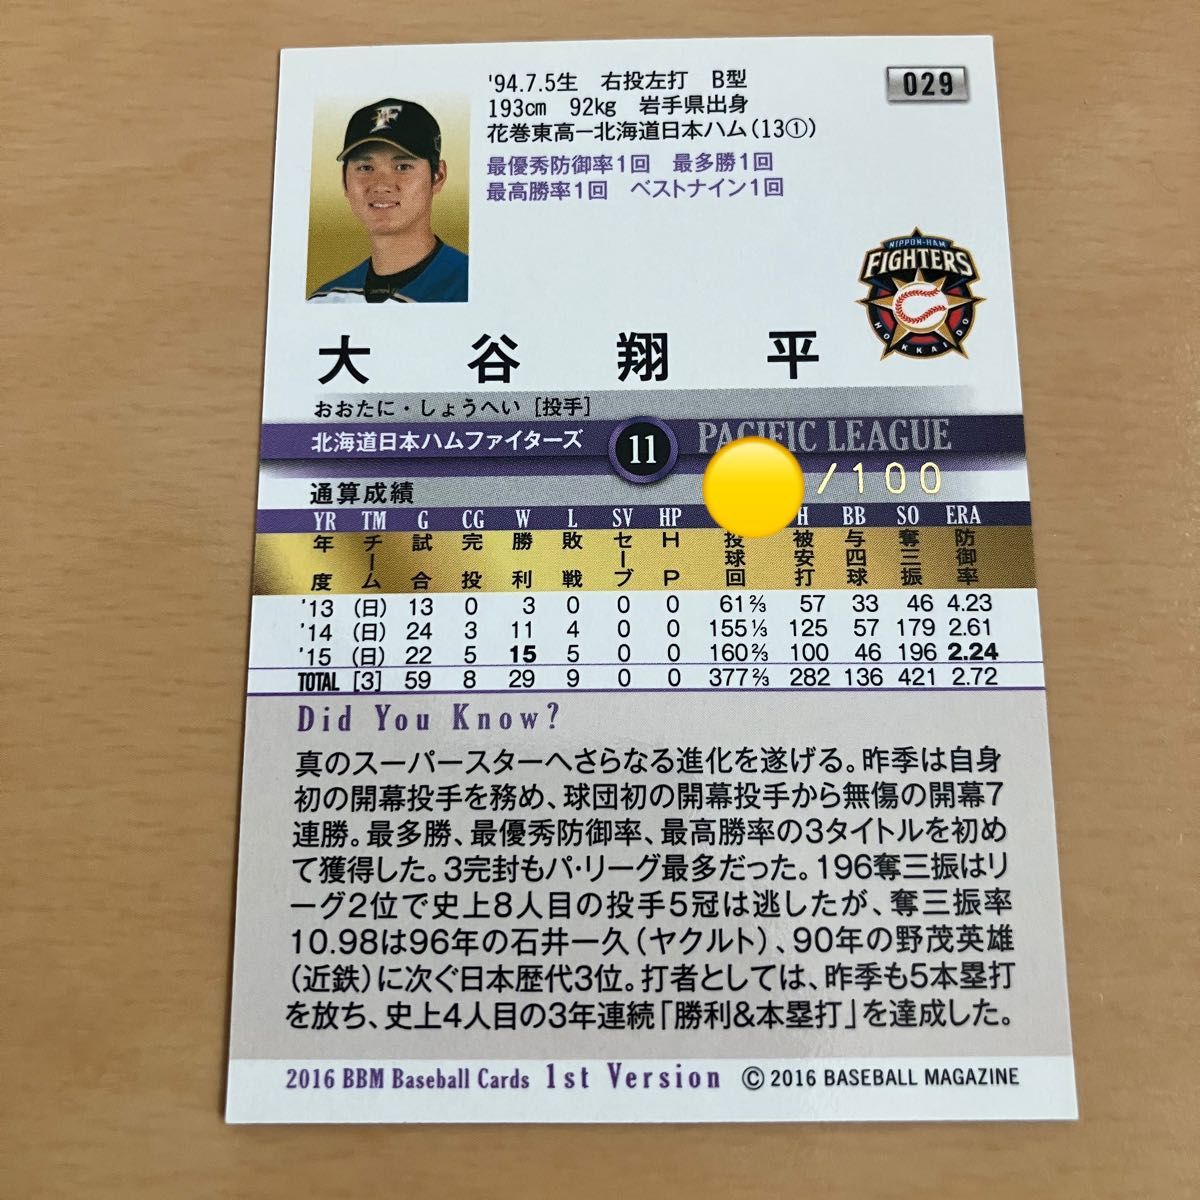 '94.7.5生　右投左打　B型
029
193cm　92kg　岩手県出身
花巻東高―北海道日本ハム(13①)
最優秀防御率1回　最多勝1回
最高勝率1回　ベストナイン1回
F
NIPPON-HAM
FIGHTERS
HOKKAIDO
大谷翔平
おおたに・しょうへい [投手]
北海道日本ハムファイターズ 11 PACIFIC LEAGUE
/100
通算成績
YR TM G CG W L SV HP H BB SO ERA
年度 チーム 試合 完投 勝利 敗戦 セーブ HP 投球回 被安打 与四球 奪三振 防御率
'13 (日) 13 0 3 0 0 0 61 2/3 57 33 46 4.23
'14 (日) 24 3 11 4 0 0 155 1/3 125 57 179 2.61
'15 (日) 22 5 15 5 0 0 160 2/3 100 46 196 2.24
TOTAL [3] 59 8 29 9 0 0 377 2/3 282 136 421 2.72
Did You Know?
真のスーパースターへさらなる進化を遂げる。昨季は自身
初の開幕投手を務め、球団初の開幕投手から無傷の開幕7
連勝。最多勝、最優秀防御率、最高勝率の3タイトルを初め
て獲得した。3完封もパ・リーグ最多だった。196奪三振はリ
ーグ2位で史上8人目の投手5冠は逃したが、奪三振率
10.98は96年の石井一久(ヤクルト)、90年の野茂英雄
(近鉄)に次ぐ日本歴代3位。打者としては、昨季も5本塁打
を放ち、史上4人目の3年連続「勝利&本塁打」を達成した。
2016 BBM Baseball Cards 1st Version © 2016 BASEBALL MAGAZINE